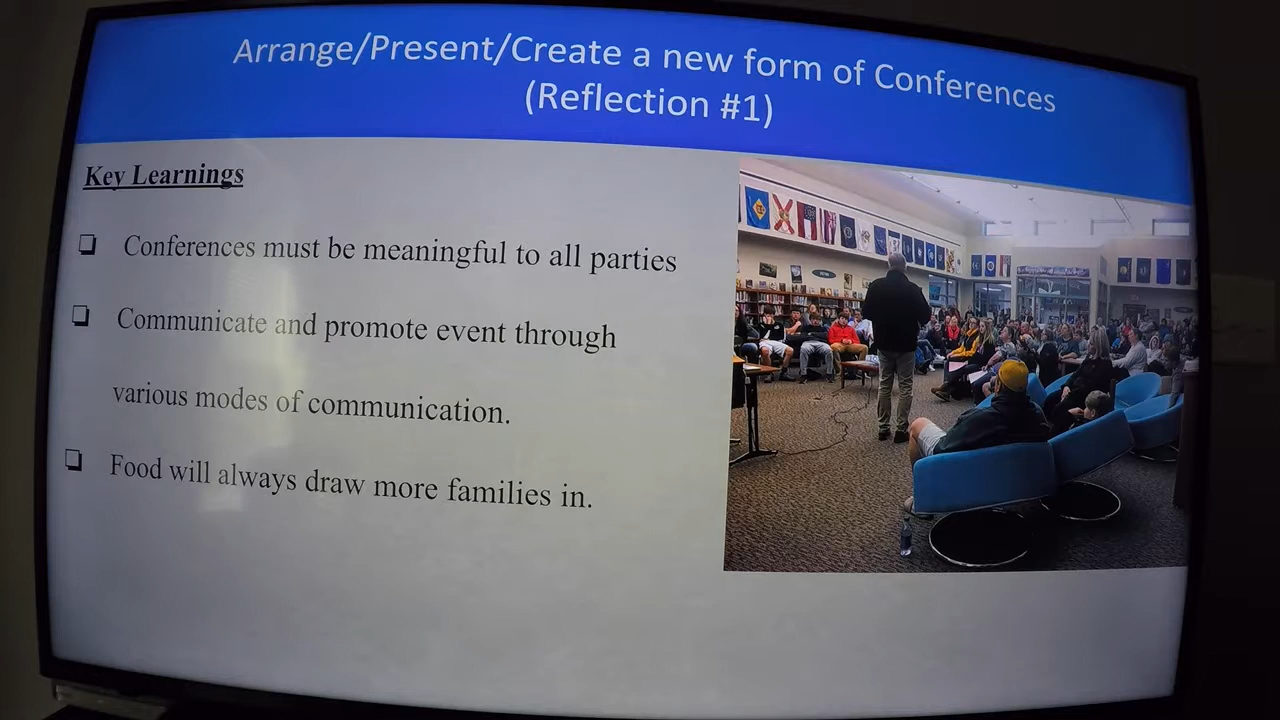 Arrange/Present/Create a new form of Conferences
(Reflection #1)
Key Learnings
Conferences must be meaningful to all parties
Communicate and promote event through
various modes of communication.
Food will always draw more families in.